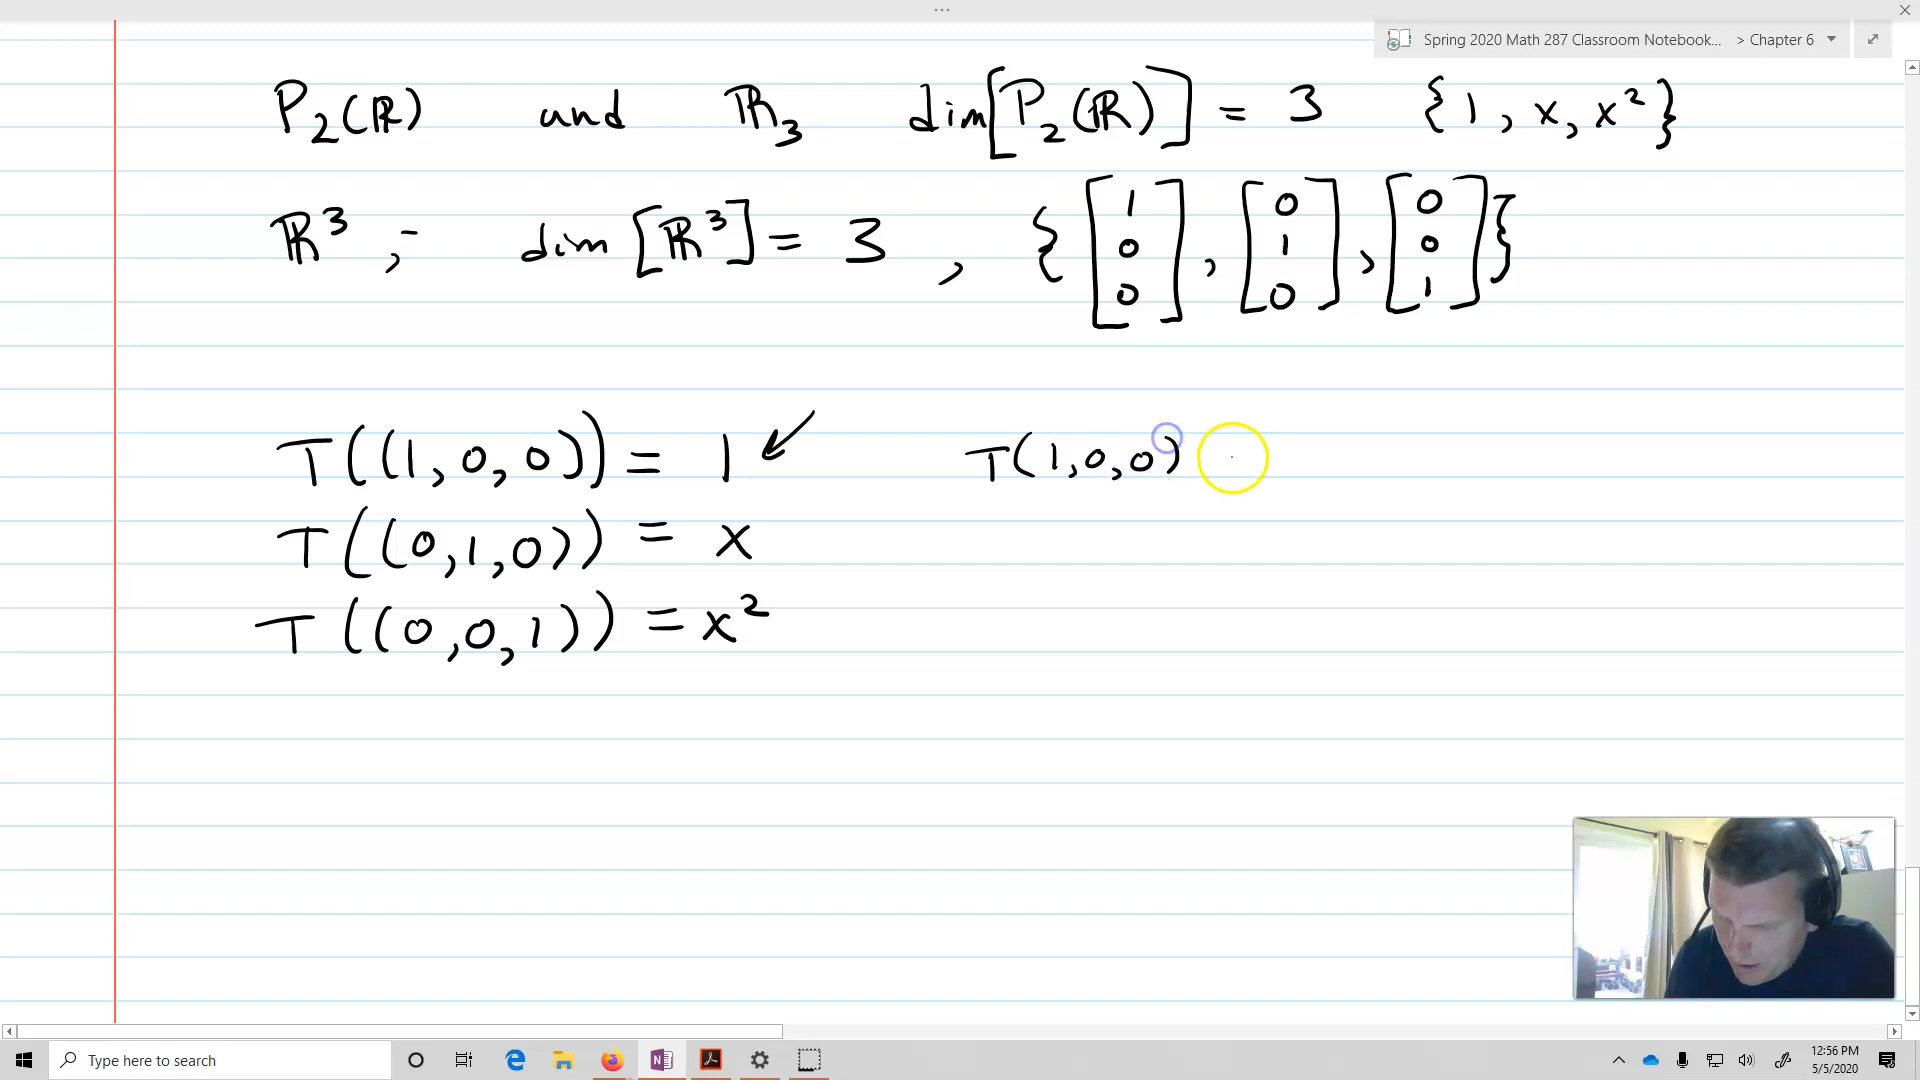 Spring 2020 Math 287 Classroom Notebook... > Chapter 6
P₂(ℝ) and ℝ₃ dim[P₂(ℝ)] = 3 {1, x, x²}
ℝ³ ; dim [ℝ³] = 3 , {[1 0 0], [0 1 0], [0 0 1]}
T((1,0,0)) = 1 ↙ T(1,0,0)
T((0,1,0)) = x
T((0,0,1)) = x²
Type here to search
12:56 PM
5/5/2020